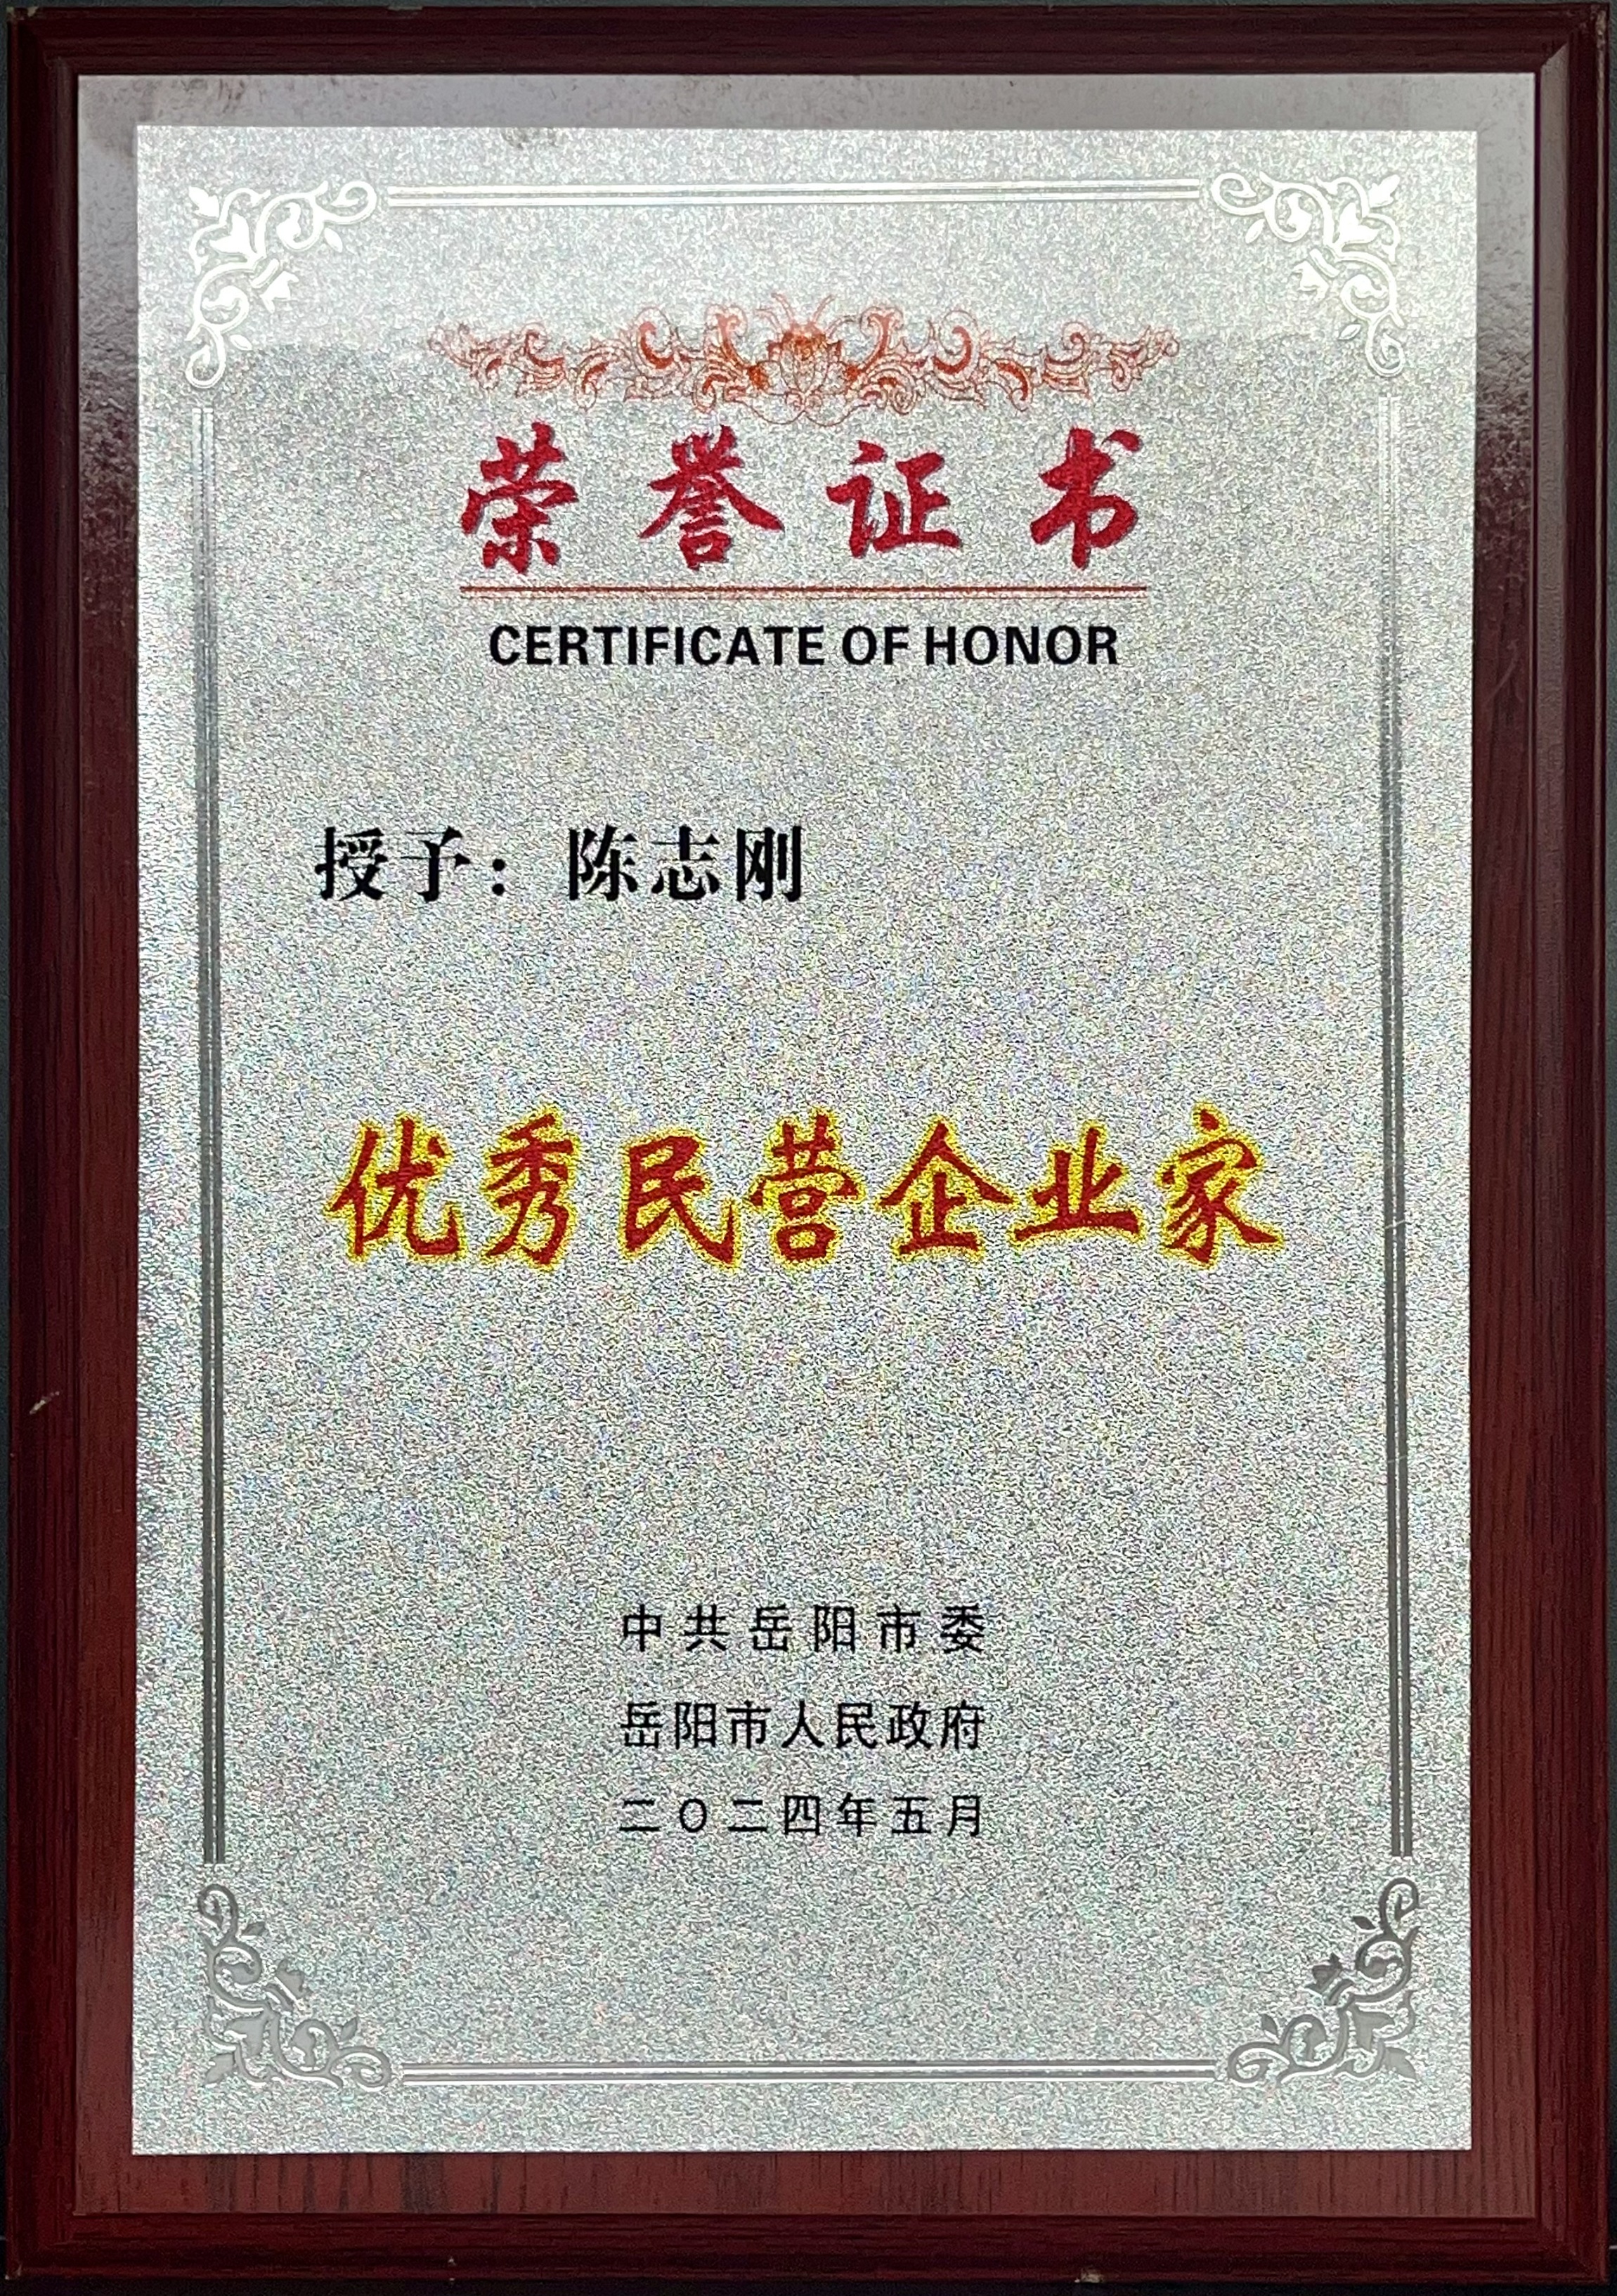 荣誉证书
CERTIFICATE OF HONOR
授予：陈志刚
优秀民营企业家
中共岳阳市委
岳阳市人民政府
二〇二四年五月